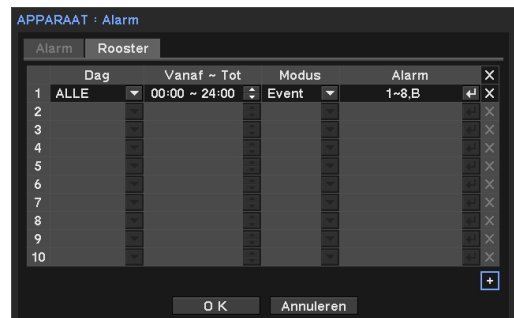 APPARAAT : Alarm
Alarm Rooster
Dag Vanaf ~ Tot Modus Alarm X
1 ALLE 00:00 ~ 24:00 Event 1~8,B X
2 X
3 X
4 X
5 X
6 X
7 X
8 X
9 X
10 X
+
OK Annuleren